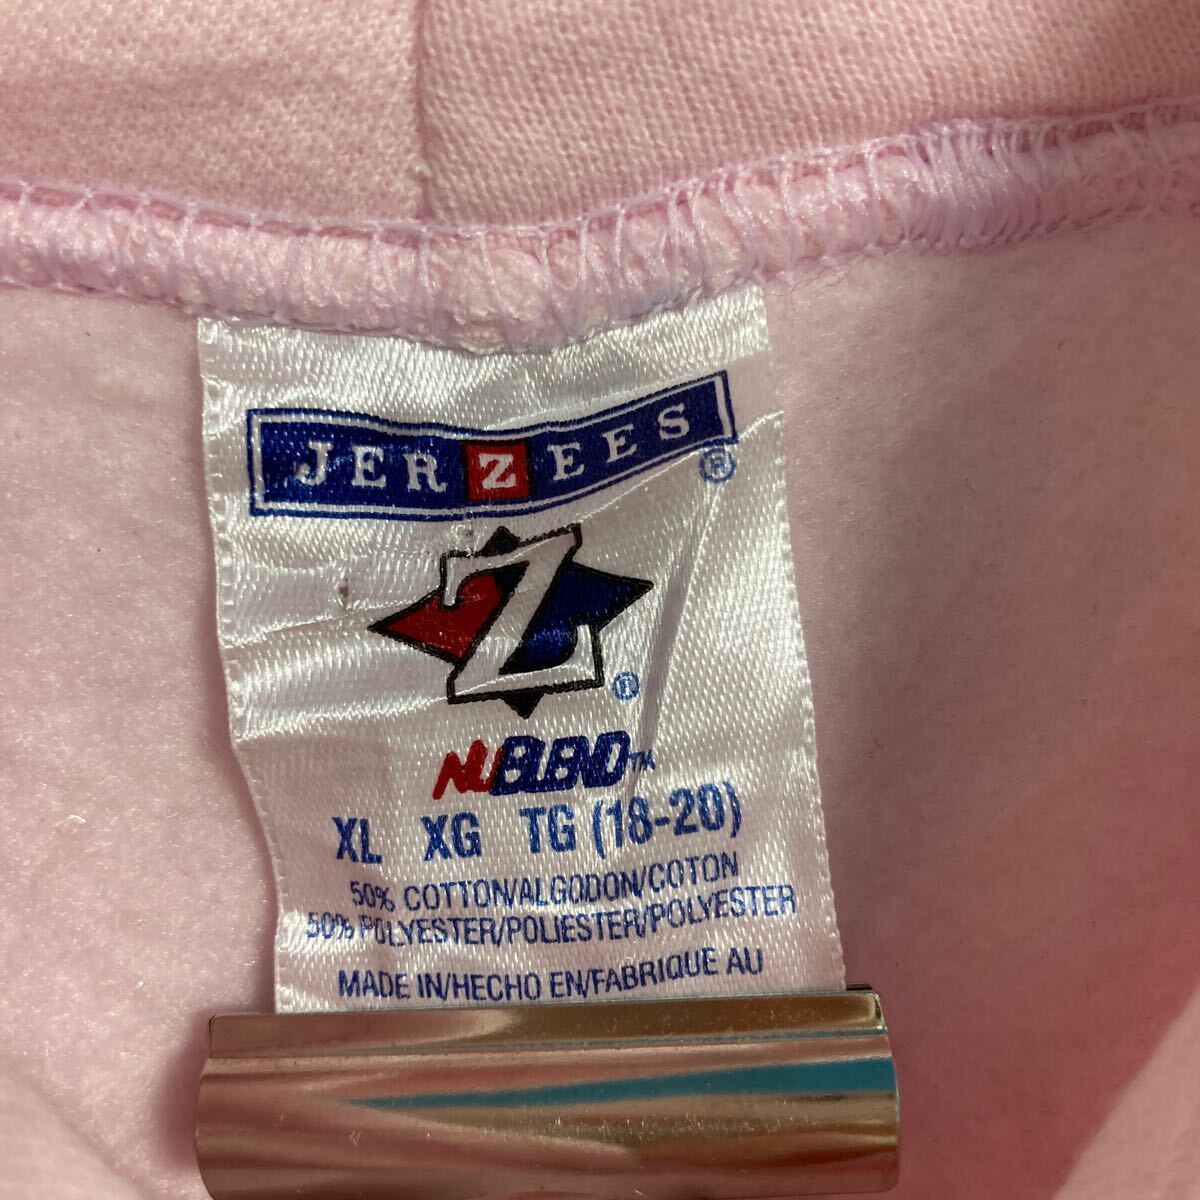 JERZEES®
Z®
NUBLEND™
XL XG TG (18-20)
50% COTTON/ALGODON/COTON
50% POLYESTER/POLIESTER/POLYESTER
MADE IN/HECHO EN/FABRIQUE AU